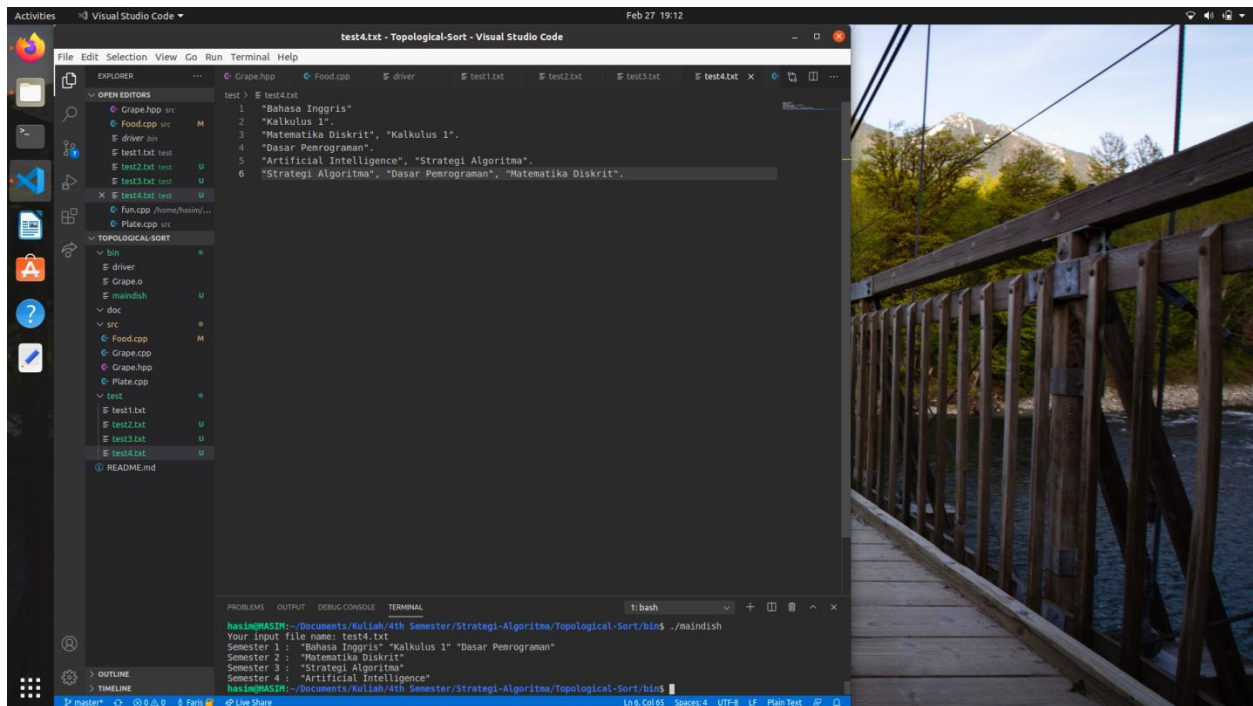 Activities
Visual Studio Code
Feb 27 19:12
test4.txt - Topological-Sort - Visual Studio Code
File Edit Selection View Go Run Terminal Help
EXPLORER
Grape.hpp Food.cpp driver test1.txt test2.txt test3.txt test4.txt
OPEN EDITORS
Grape.hpp src
Food.cpp src M
driver bin
test1.txt test
test2.txt test U
test3.txt test U
test4.txt test U
fun.cpp /home/hasim/...
Plate.cpp src
TOPOLOGICAL-SORT
bin
driver
Grape.o
maindish U
doc
src
Food.cpp M
Grape.cpp
Grape.hpp
Plate.cpp
test
test1.txt
test2.txt U
test3.txt U
test4.txt U
README.md
OUTLINE
TIMELINE
test > test4.txt
1 "Bahasa Inggris"
2 "Kalkulus 1".
3 "Matematika Diskrit", "Kalkulus 1".
4 "Dasar Pemrograman".
5 "Artificial Intelligence", "Strategi Algoritma".
6 "Strategi Algoritma", "Dasar Pemrograman", "Matematika Diskrit".
PROBLEMS OUTPUT DEBUG CONSOLE TERMINAL 1: bash
hasim@HASIM:~/Documents/Kuliah/4th Semester/Strategi-Algoritma/Topological-Sort/bin$ ./maindish
Your input file name: test4.txt
Semester 1 : "Bahasa Inggris" "Kalkulus 1" "Dasar Pemrograman"
Semester 2 : "Matematika Diskrit"
Semester 3 : "Strategi Algoritma"
Semester 4 : "Artificial Intelligence"
hasim@HASIM:~/Documents/Kuliah/4th Semester/Strategi-Algoritma/Topological-Sort/bin$
master* 0 0 0 Faris Live Share Ln 6, Col 65 Spaces: 4 UTF-8 LF Plain Text